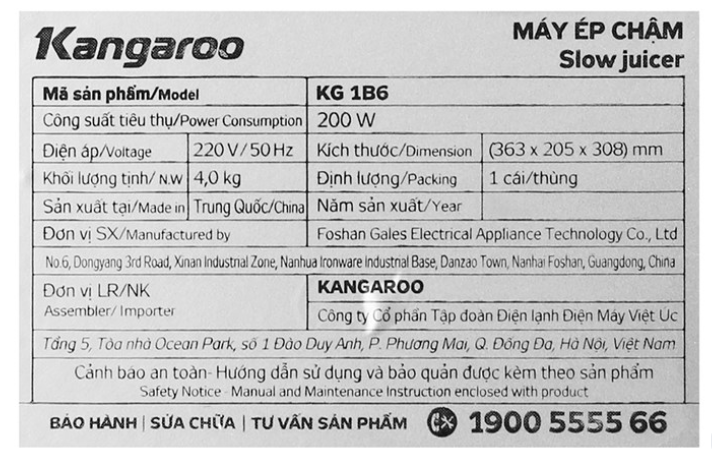 Kangaroo
MÁY ÉP CHẬM
Slow juicer
Mã sản phẩm/Model KG 1B6
Công suất tiêu thụ/Power Consumption 200 W
Điện áp/Voltage 220V/50Hz Kích thước/Dimension (363 x 205 x 308) mm
Khối lượng tịnh/ N.W 4,0 kg Định lượng/Packing 1 cái/thùng
Sản xuất tại/Made in Trung Quốc/China Năm sản xuất/Year
Đơn vị SX/Manufactured by Foshan Gales Electrical Appliance Technology Co., Ltd
No.6, Dongyang 3rd Road, Xinan Industrial Zone, Nanhua Ironware Industrial Base, Danzao Town, Nanhai Foshan, Guangdong, China
Đơn vị LR/NK KANGAROO
Assembler/ Importer Công ty Cổ phần Tập đoàn Điện lạnh Điện Máy Việt Úc
Tầng 5, Tòa nhà Ocean Park, số 1 Đào Duy Anh, P. Phương Mai, Q. Đống Đa, Hà Nội, Việt Nam
Cảnh báo an toàn- Hướng dẫn sử dụng và bảo quản được kèm theo sản phẩm
Safety Notice - Manual and Maintenance Instruction enclosed with product
BẢO HÀNH | SỬA CHỮA | TƯ VẤN SẢN PHẨM 1900 5555 66